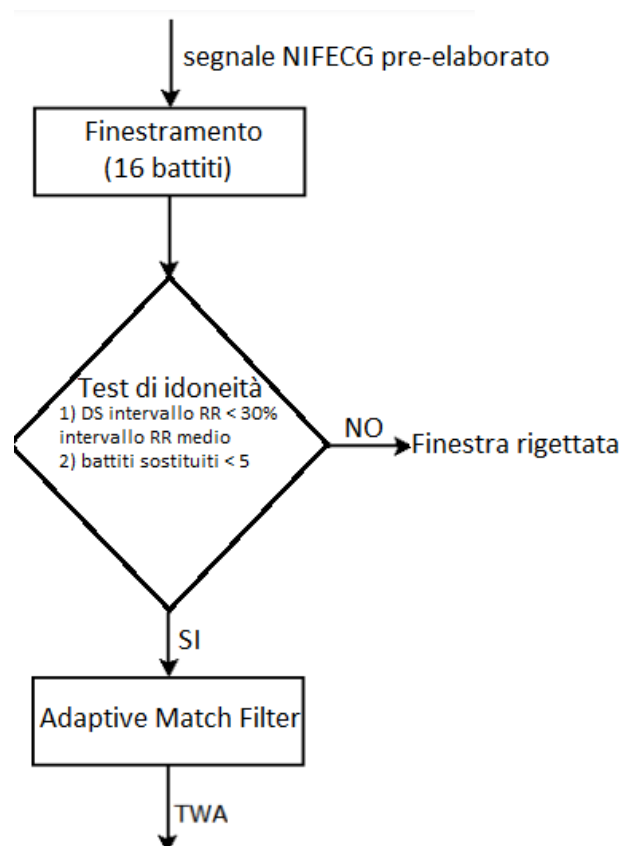 segnale NIFECG pre-elaborato
Finestramento
(16 battiti)
Test di idoneità
1) DS intervallo RR < 30%
intervallo RR medio
2) battiti sostituiti < 5
NO
Finestra rigettata
SI
Adaptive Match Filter
TWA